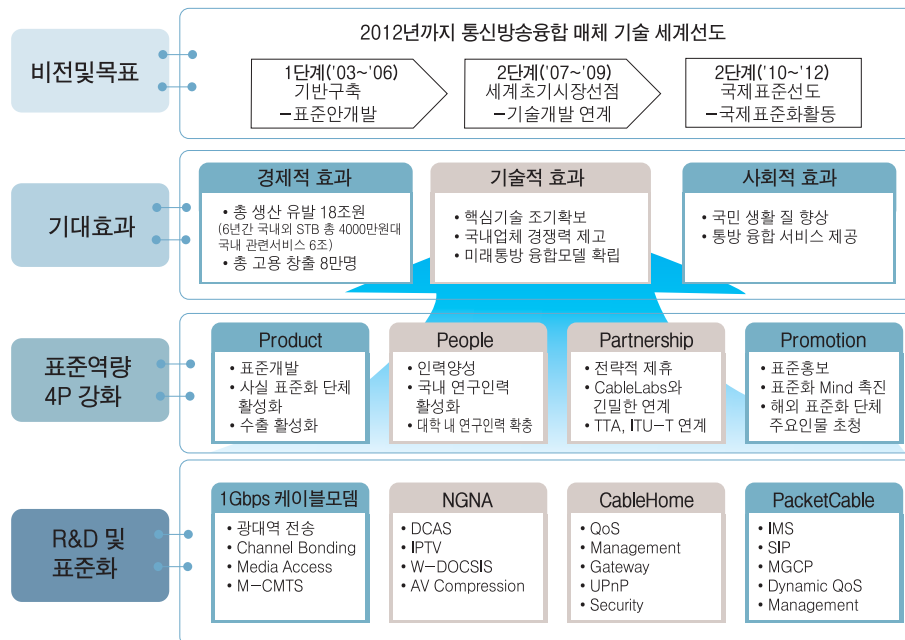 비전및목표
2012년까지 통신방송융합 매체 기술 세계선도
1단계('03~'06)
기반구축
-표준안개발
2단계('07~'09)
세계초기시장선점
-기술개발 연계
2단계('10~'12)
국제표준선도
-국제표준화활동
기대효과
경제적 효과
• 총 생산 유발 18조원
(6년간 국내외 STB 총 4000만원대
국내 관련서비스 6조)
• 총 고용 창출 8만명
기술적 효과
• 핵심기술 조기확보
• 국내업체 경쟁력 제고
• 미래통방 융합모델 확립
사회적 효과
• 국민 생활 질 향상
• 통방 융합 서비스 제공
표준역량
4P 강화
Product
• 표준개발
• 사실 표준화 단체
활성화
• 수출 활성화
People
• 인력양성
• 국내 연구인력
활성화
• 대학 내 연구인력 확충
Partnership
• 전략적 제휴
• CableLabs와
긴밀한 연계
• TTA, ITU-T 연계
Promotion
• 표준홍보
• 표준화 Mind 촉진
• 해외 표준화 단체
주요인물 초청
R&D 및
표준화
1Gbps 케이블모뎀
• 광대역 전송
• Channel Bonding
• Media Access
• M-CMTS
NGNA
• DCAS
• IPTV
• W-DOCSIS
• AV Compression
CableHome
• QoS
• Management
• Gateway
• UPnP
• Security
PacketCable
• IMS
• SIP
• MGCP
• Dynamic QoS
• Management